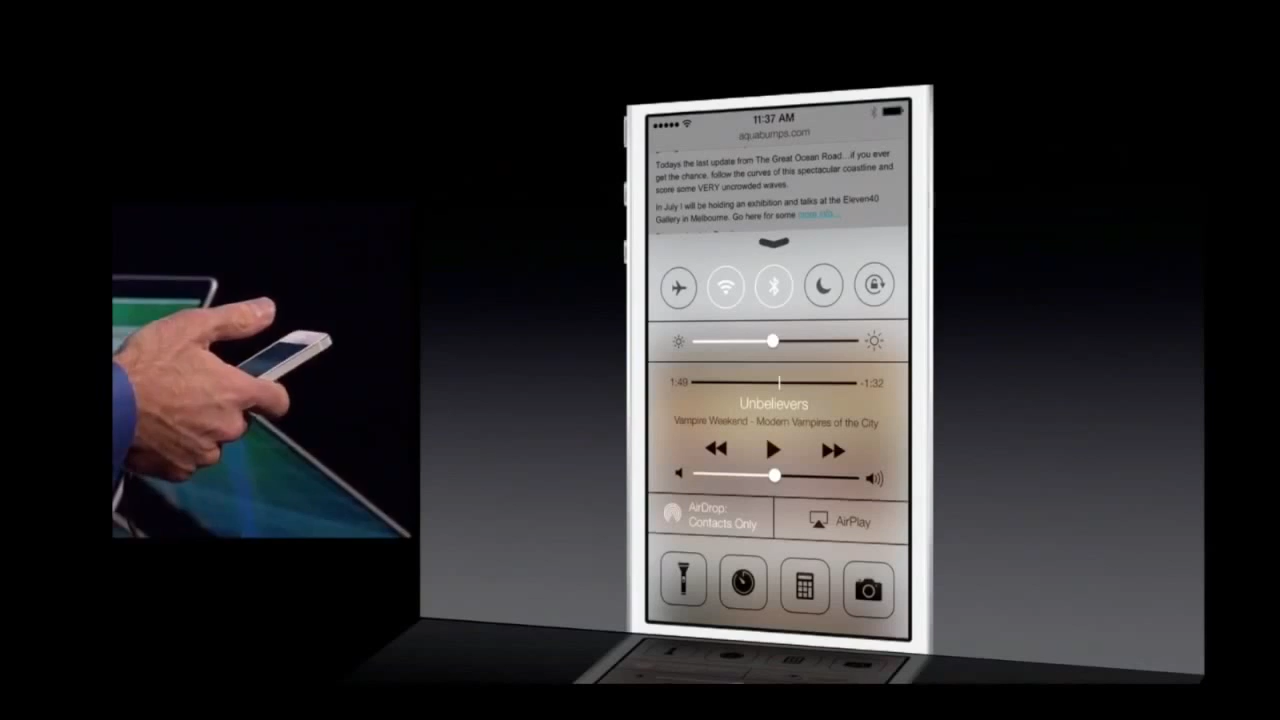 11:37 AM
aquabumps.com
Todays the last update from The Great Ocean Road...if you ever
get the chance, follow the curves of this spectacular coastline and
score some VERY uncrowded waves.
In July I will be holding an exhibition and talks at the Eleven40
Gallery in Melbourne. Go here for some more info...
1:49
-1:32
Unbelievers
Vampire Weekend - Modern Vampires of the City
AirDrop:
Contacts Only
AirPlay